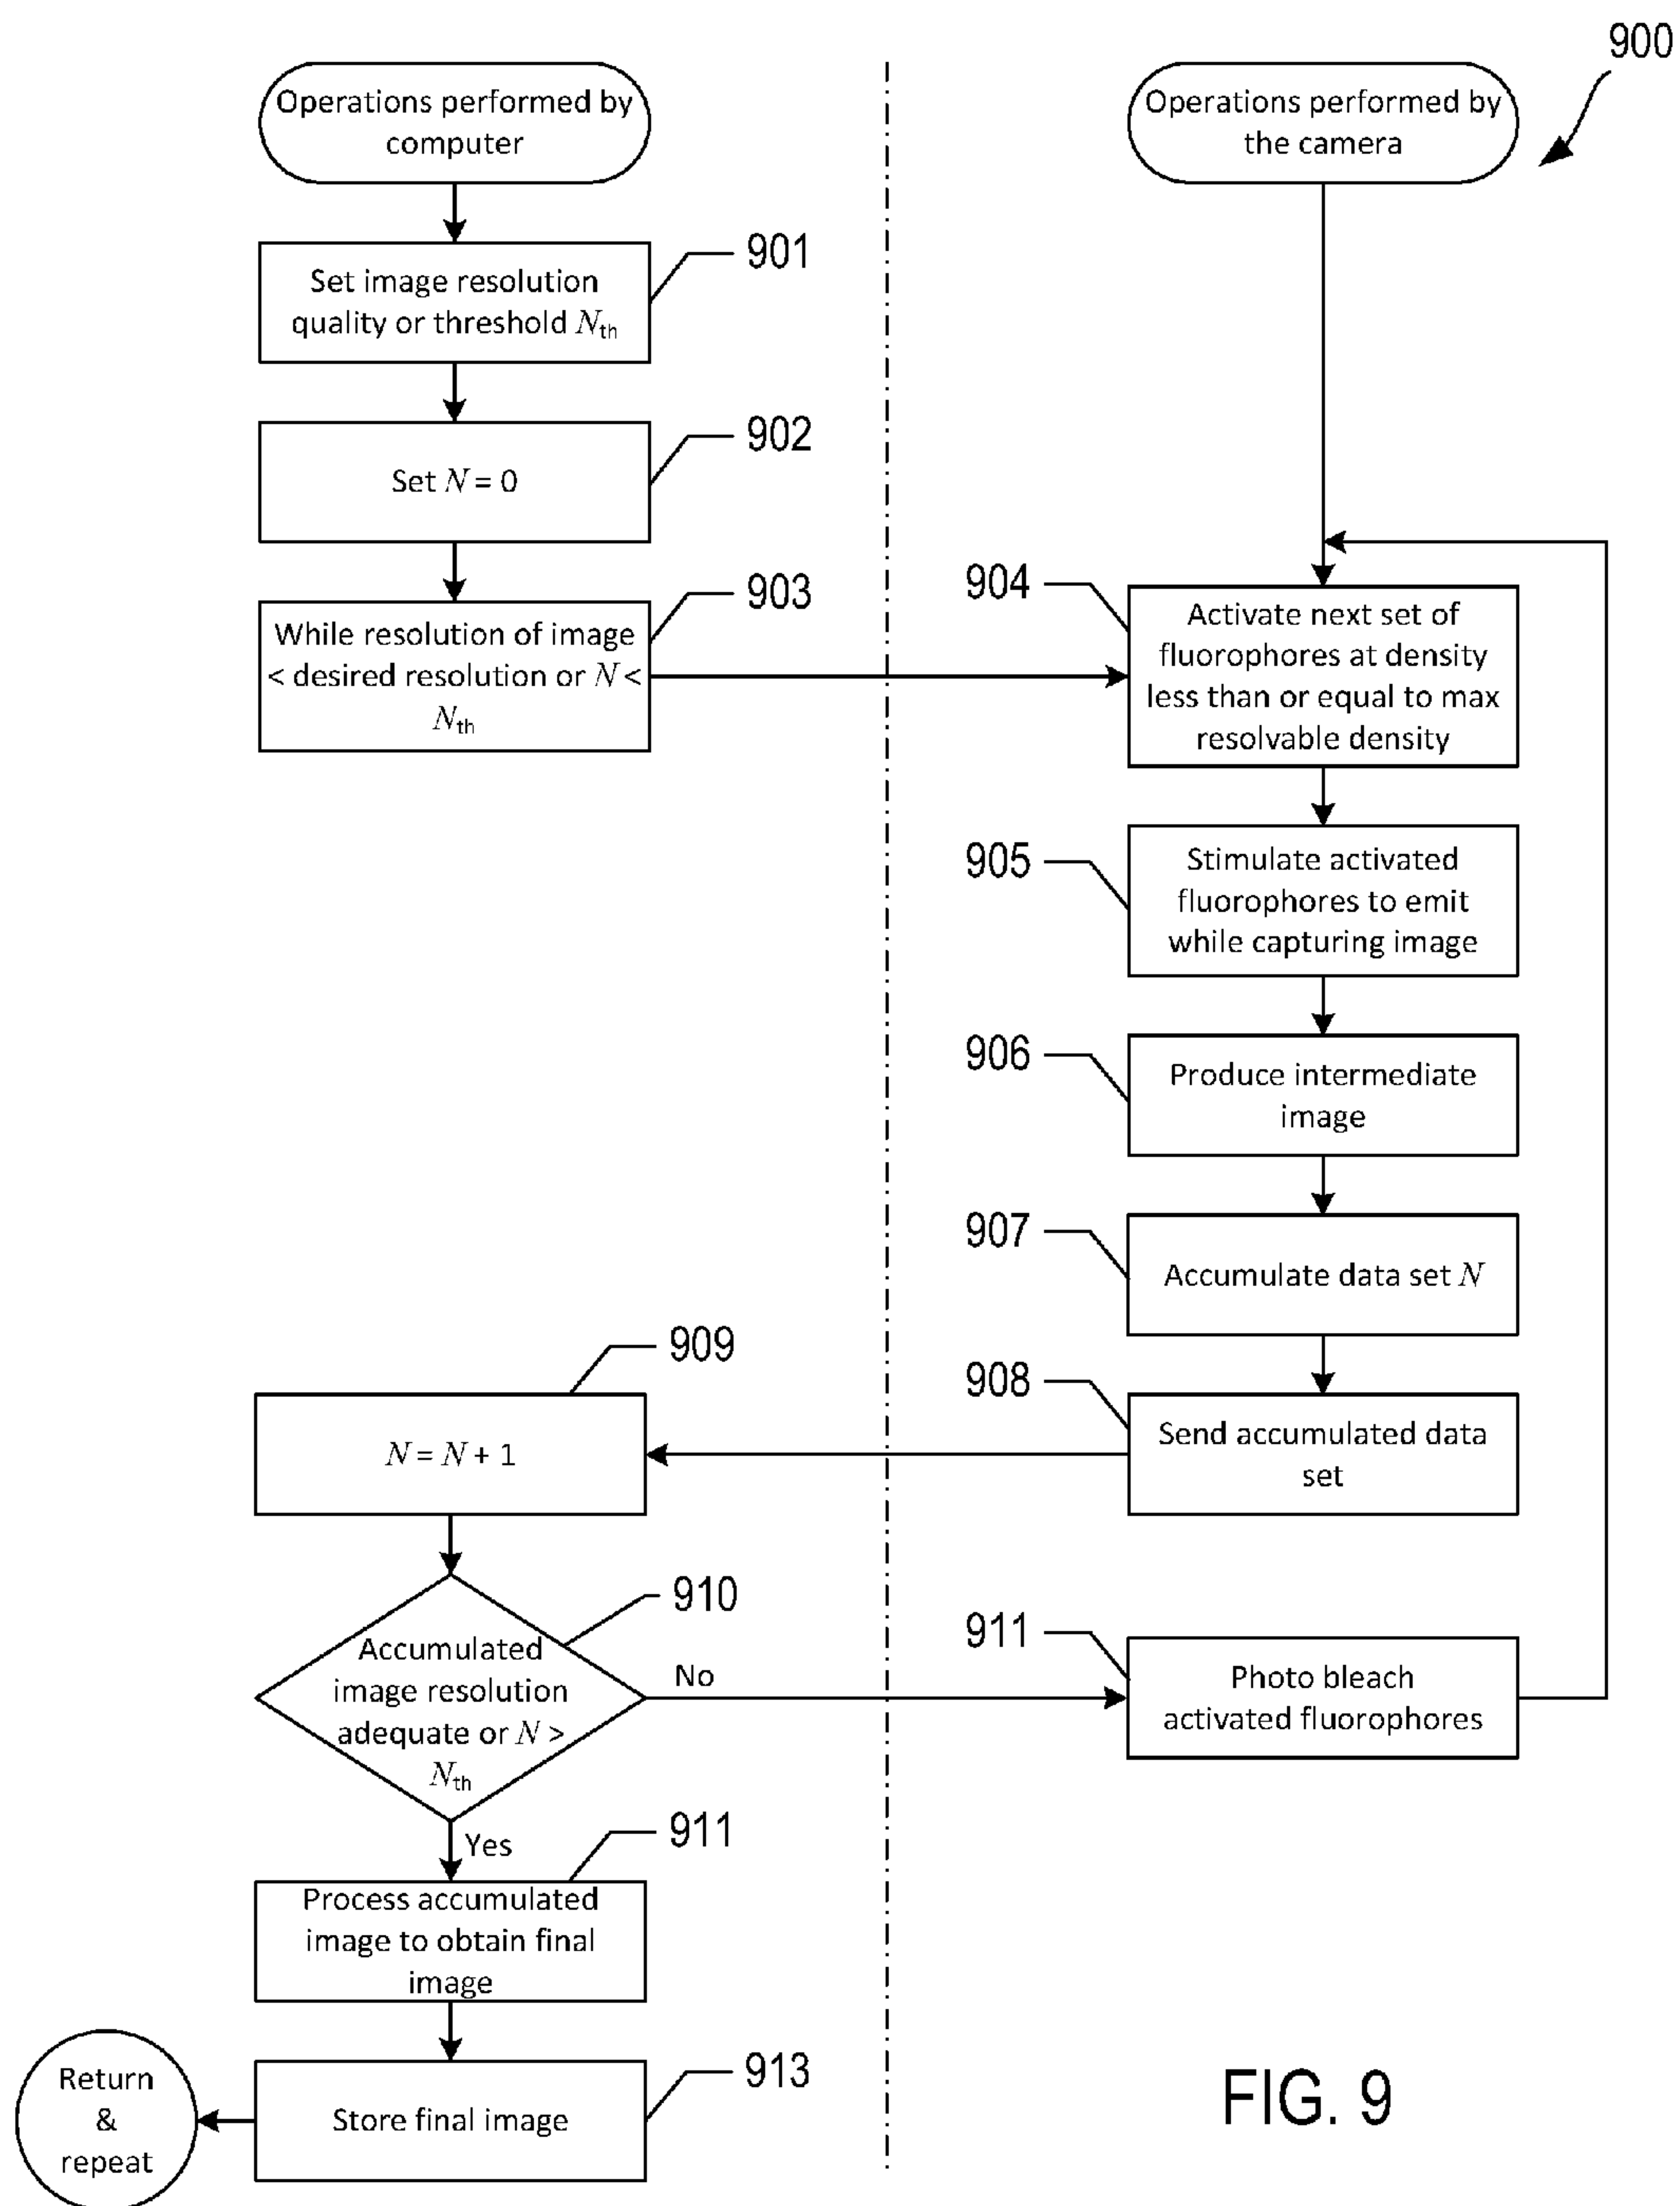 900
Operations performed by
computer
Operations performed by
the camera
901
Set image resolution
quality or threshold Nth
902
Set N = 0
903
While resolution of image
< desired resolution or N <
Nth
904
Activate next set of
fluorophores at density
less than or equal to max
resolvable density
905
Stimulate activated
fluorophores to emit
while capturing image
906
Produce intermediate
image
907
Accumulate data set N
908
Send accumulated data
set
909
N = N + 1
910
Accumulated
image resolution
adequate or N >
Nth
No
911
Photo bleach
activated fluorophores
Yes
911
Process accumulated
image to obtain final
image
913
Store final image
Return
&
repeat
FIG. 9